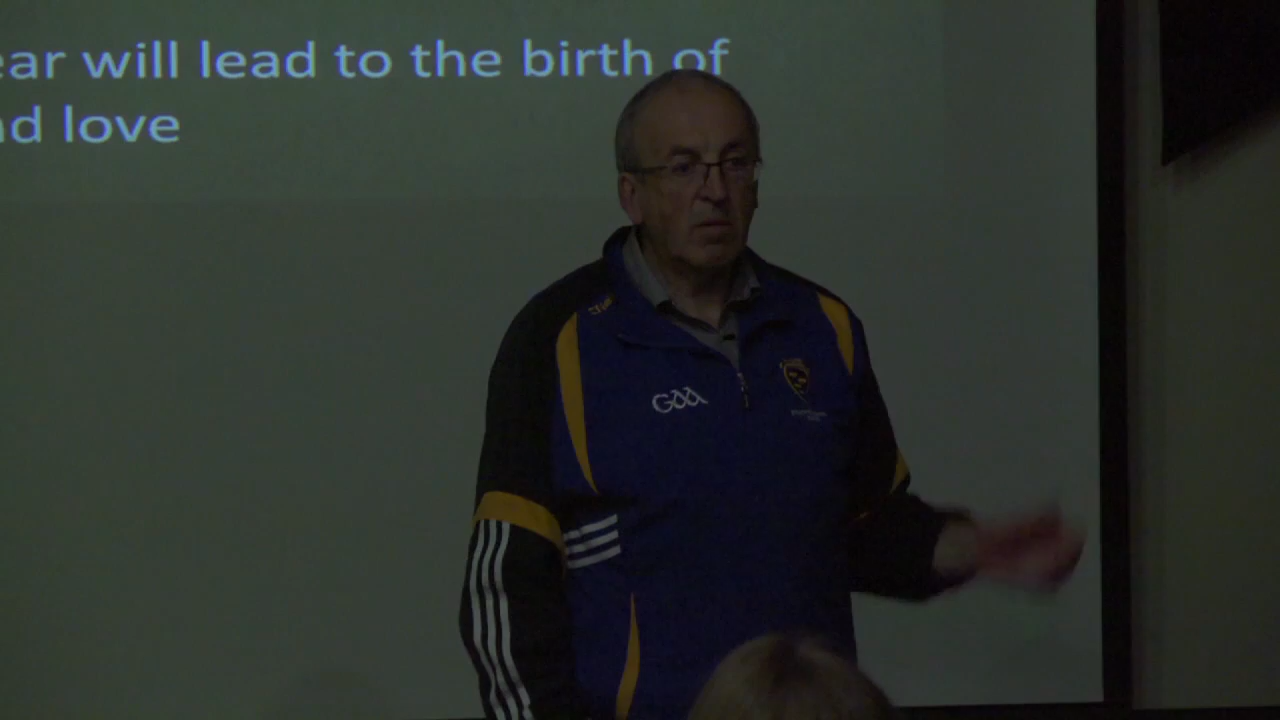 ear will lead to the birth of
nd love
GAA